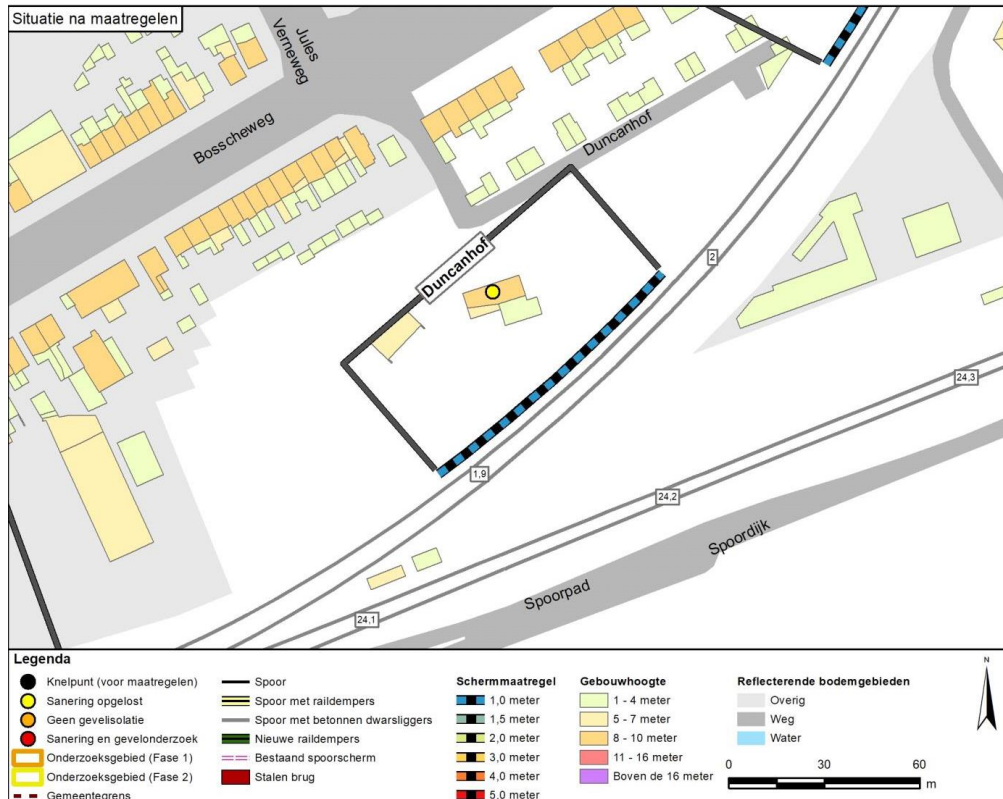 Situatie na maatregelen
Jules
Verneweg
Bosscheweg
Duncanhof
Duncanhof
2
1,9
24,3
24,2
24,1
Spoordijk
Spoorpad
Legenda
Knelpunt (voor maatregelen)
Sanering opgelost
Geen gevelisolatie
Sanering en gevelonderzoek
Onderzoeksgebied (Fase 1)
Onderzoeksgebied (Fase 2)
Gemeentegrens
Spoor
Spoor met raildempers
Spoor met betonnen dwarsliggers
Nieuwe raildempers
Bestaand spoorscherm
Stalen brug
Schermmaatregel
1,0 meter
1,5 meter
2,0 meter
3,0 meter
4,0 meter
5,0 meter
Gebouwhoogte
1 - 4 meter
5 - 7 meter
8 - 10 meter
11 - 16 meter
Boven de 16 meter
Reflecterende bodemgebieden
Overig
Weg
Water
N
0 30 60
m